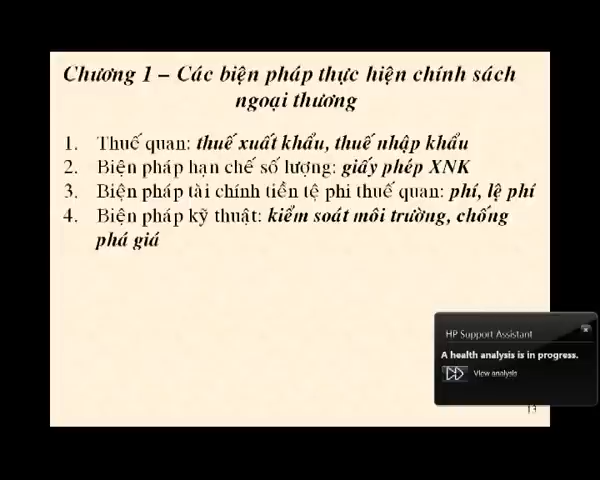 Chương 1 – Các biện pháp thực hiện chính sách
ngoại thương
1. Thuế quan: thuế xuất khẩu, thuế nhập khẩu
2. Biện pháp hạn chế số lượng: giấy phép XNK
3. Biện pháp tài chính tiền tệ phi thuế quan: phí, lệ phí
4. Biện pháp kỹ thuật: kiểm soát môi trường, chống
phá giá
HP Support Assistant
A health analysis is in progress.
View analysis
13